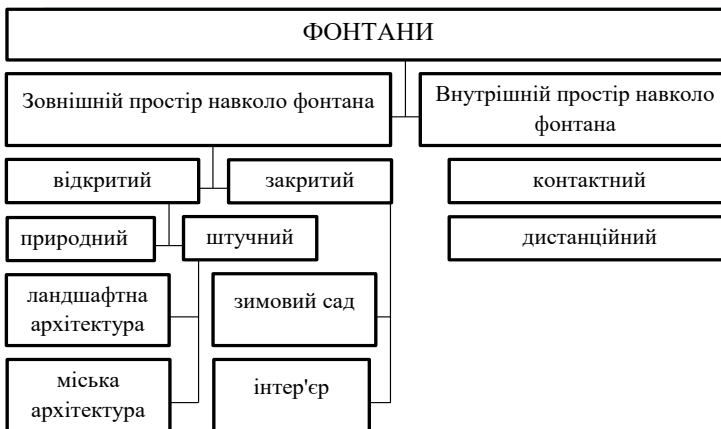 ФОНТАНИ
Зовнішній простір навколо фонтана
Внутрішній простір навколо
фонтана
відкритий
закритий
контактний
природний
штучний
дистанційний
ландшафтна
архітектура
зимовий сад
міська
архітектура
інтер'єр